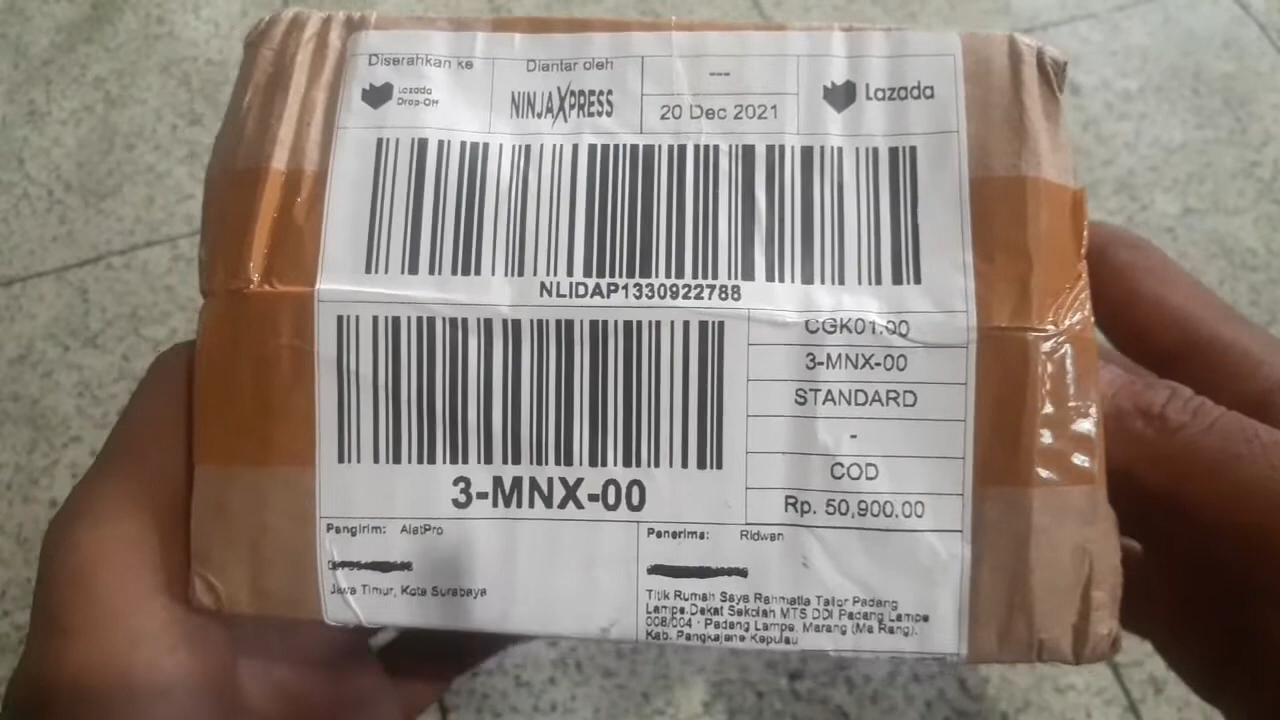 Diserahkan ke
Lazada
Drop-Off
Diantar oleh
NINJAXPRESS
---
20 Dec 2021
Lazada
NLIDAP1330922788
CGK01.00
3-MNX-00
STANDARD
-
COD
Rp. 50,900.00
3-MNX-00
Pengirim: AlatPro
Jawa Timur, Kota Surabaya
Penerima: Ridwan
Titik Rumah Saya Rahmatia Tailor Padang
Lampe.Dekat Sekolah MTS DDI Padang Lampe
008/004 - Padang Lampe, Marang (Ma Rang).
Kab. Pangkajene Kepulau